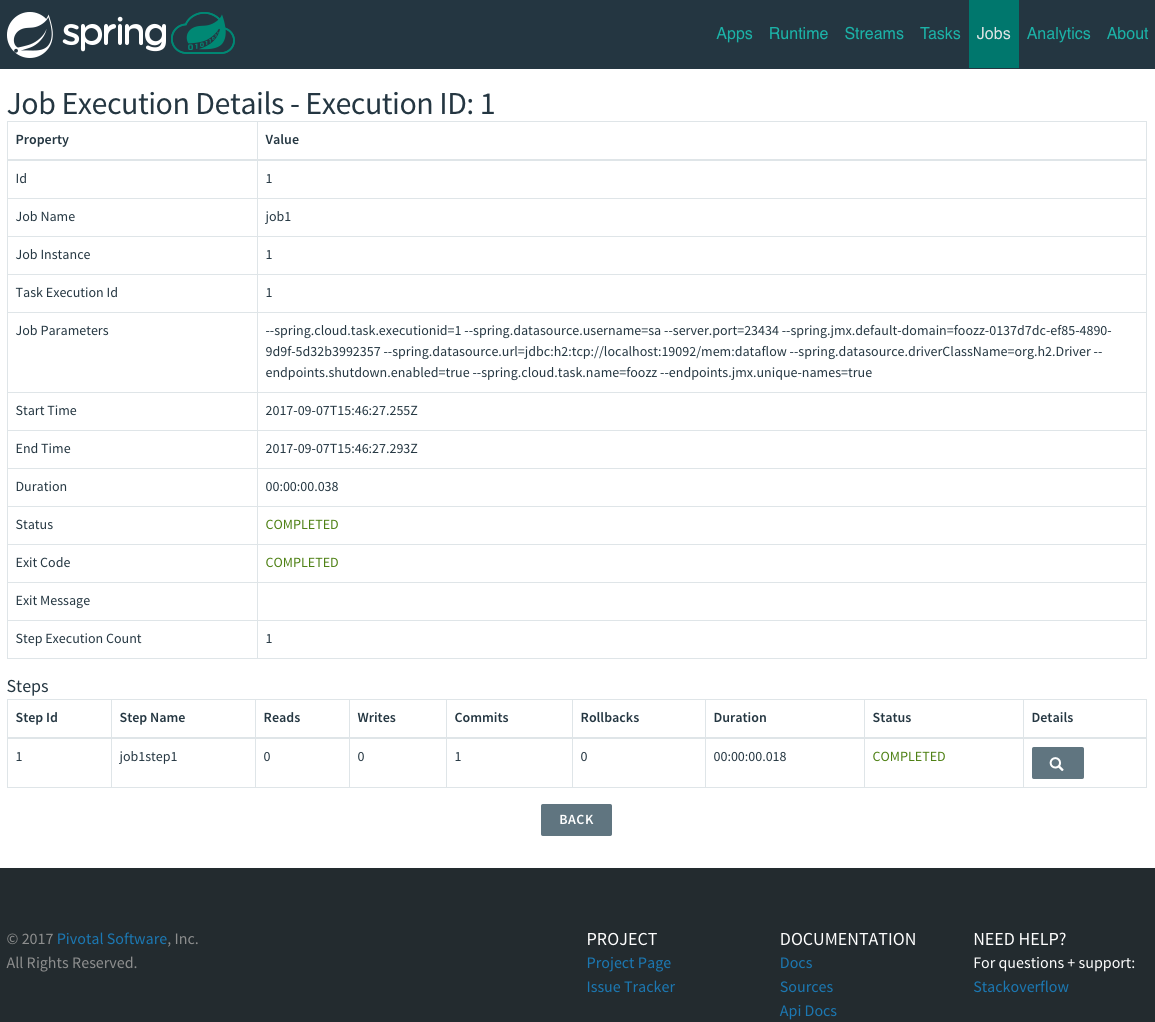 spring
Apps Runtime Streams Tasks Jobs Analytics About
Job Execution Details - Execution ID: 1
Property Value
Id 1
Job Name job1
Job Instance 1
Task Execution Id 1
Job Parameters --spring.cloud.task.executionid=1 --spring.datasource.username=sa --server.port=23434 --spring.jmx.default-domain=foozz-0137d7dc-ef85-4890-
9d9f-5d32b3992357 --spring.datasource.url=jdbc:h2:tcp://localhost:19092/mem:dataflow --spring.datasource.driverClassName=org.h2.Driver --
endpoints.shutdown.enabled=true --spring.cloud.task.name=foozz --endpoints.jmx.unique-names=true
Start Time 2017-09-07T15:46:27.255Z
End Time 2017-09-07T15:46:27.293Z
Duration 00:00:00.038
Status COMPLETED
Exit Code COMPLETED
Exit Message
Step Execution Count 1
Steps
Step Id Step Name Reads Writes Commits Rollbacks Duration Status Details
1 job1step1 0 0 1 0 00:00:00.018 COMPLETED
BACK
© 2017 Pivotal Software, Inc. PROJECT DOCUMENTATION NEED HELP?
All Rights Reserved. Project Page Docs For questions + support:
Issue Tracker Sources Stackoverflow
Api Docs